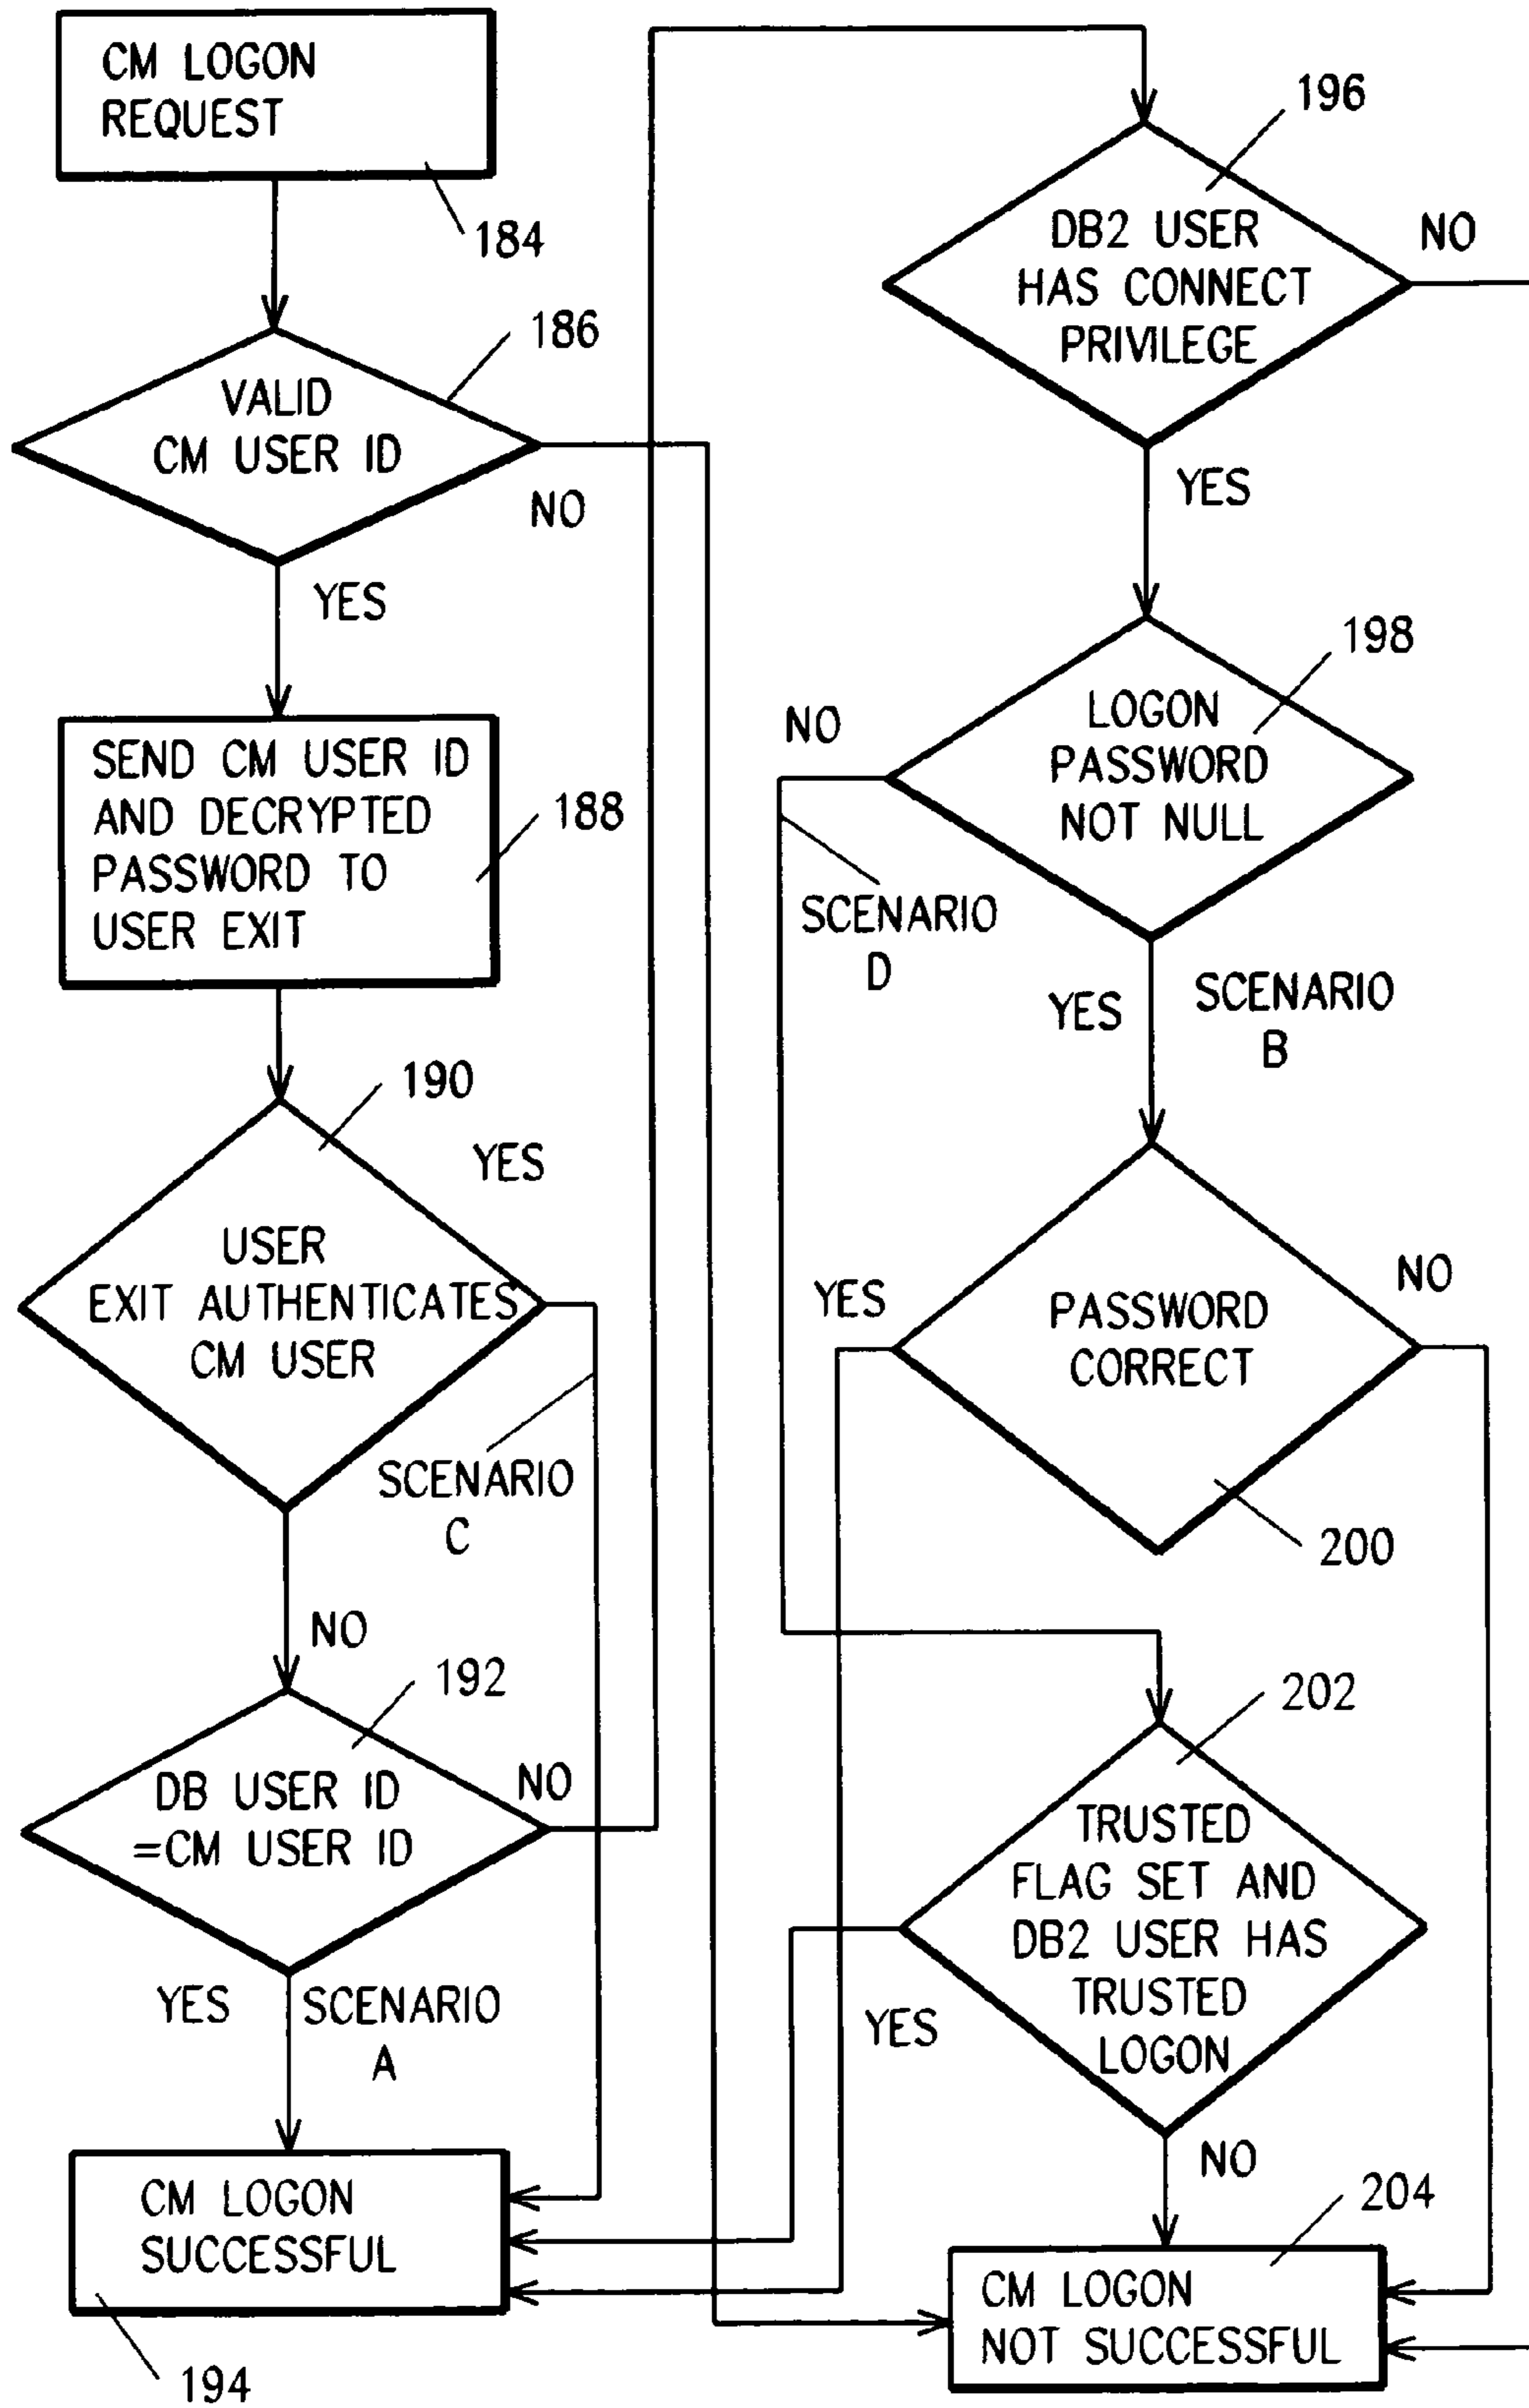 CM LOGON
REQUEST
184
VALID
CM USER ID
186
NO
YES
SEND CM USER ID
AND DECRYPTED
PASSWORD TO
USER EXIT
188
190
YES
USER
EXIT AUTHENTICATES
CM USER
SCENARIO
C
NO
192
DB USER ID
=CM USER ID
NO
YES
SCENARIO
A
CM LOGON
SUCCESSFUL
194
196
DB2 USER
HAS CONNECT
PRIVILEGE
NO
YES
198
LOGON
PASSWORD
NOT NULL
NO
SCENARIO
D
YES
SCENARIO
B
PASSWORD
CORRECT
YES
NO
200
202
TRUSTED
FLAG SET AND
DB2 USER HAS
TRUSTED
LOGON
YES
NO
204
CM LOGON
NOT SUCCESSFUL